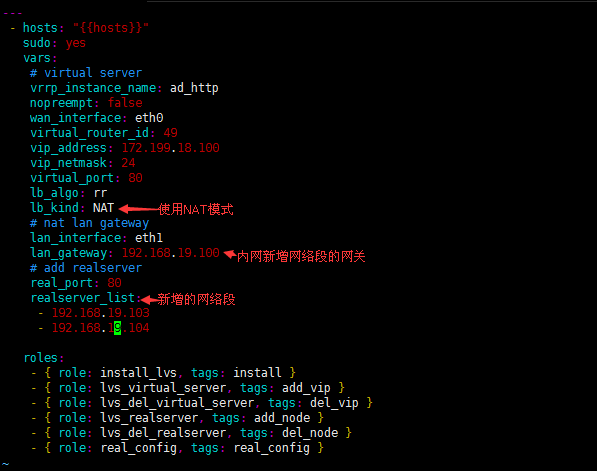 ---
- hosts: "{{hosts}}"
sudo: yes
vars:
# virtual server
vrrp_instance_name: ad_http
nopreempt: false
wan_interface: eth0
virtual_router_id: 49
vip_address: 172.199.18.100
vip_netmask: 24
virtual_port: 80
lb_algo: rr
lb_kind: NAT 使用NAT模式
# nat lan gateway
lan_interface: eth1
lan_gateway: 192.168.19.100 内网新增网络段的网关
# add realserver
real_port: 80
realserver_list: 新增的网络段
- 192.168.19.103
- 192.168.19.104
roles:
- { role: install_lvs, tags: install }
- { role: lvs_virtual_server, tags: add_vip }
- { role: lvs_del_virtual_server, tags: del_vip }
- { role: lvs_realserver, tags: add_node }
- { role: lvs_del_realserver, tags: del_node }
- { role: real_config, tags: real_config }
~